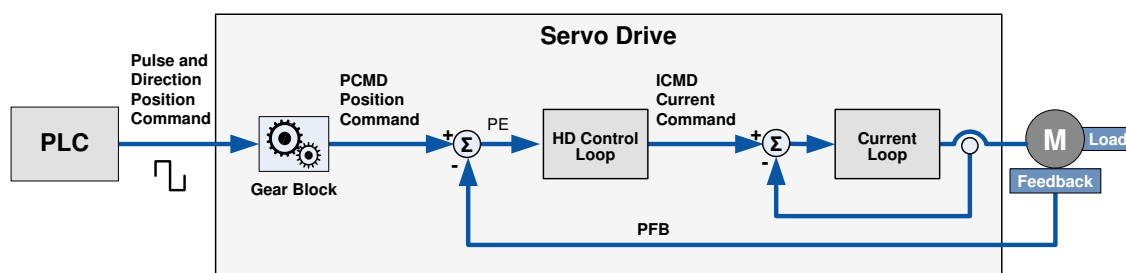 Servo Drive
Pulse and
Direction
Position
Command
PLC
Gear Block
PCMD
Position
Command
+
Σ
-
PE
HD Control
Loop
ICMD
Current
Command
+
Σ
-
Current
Loop
M
Load
Feedback
PFB